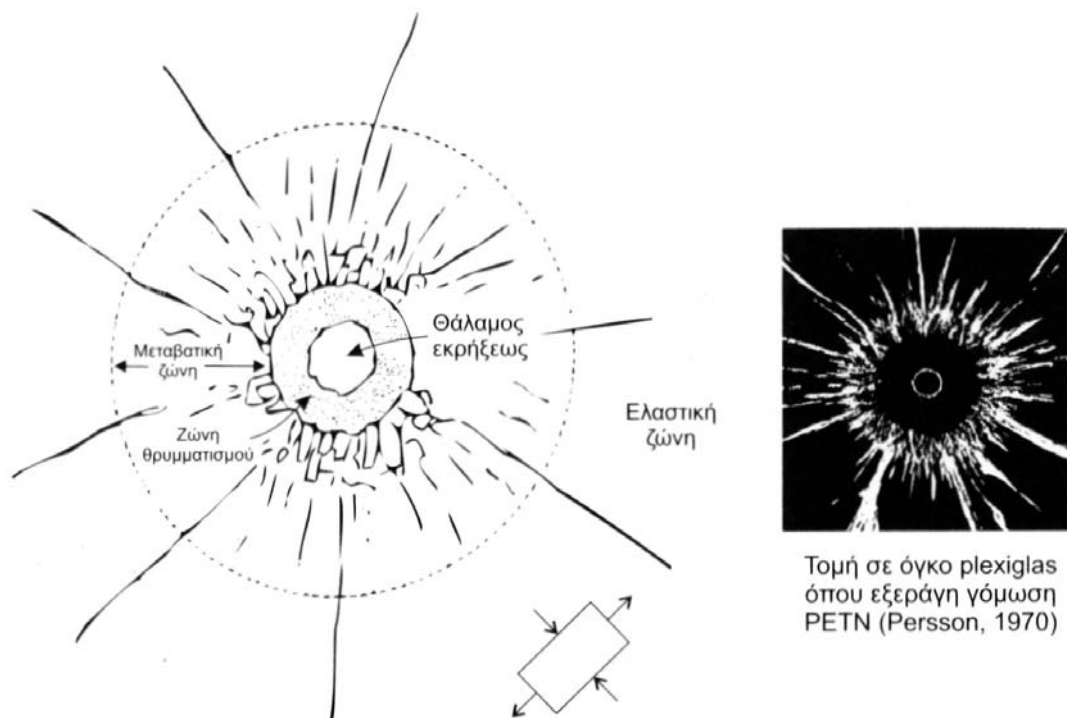 Θάλαμος
εκρήξεως
Μεταβατική
ζώνη
Ελαστική
ζώνη
Ζώνη
θρυμματισμού
Τομή σε όγκο plexiglas
όπου εξεράγη γόμωση
PETN (Persson, 1970)